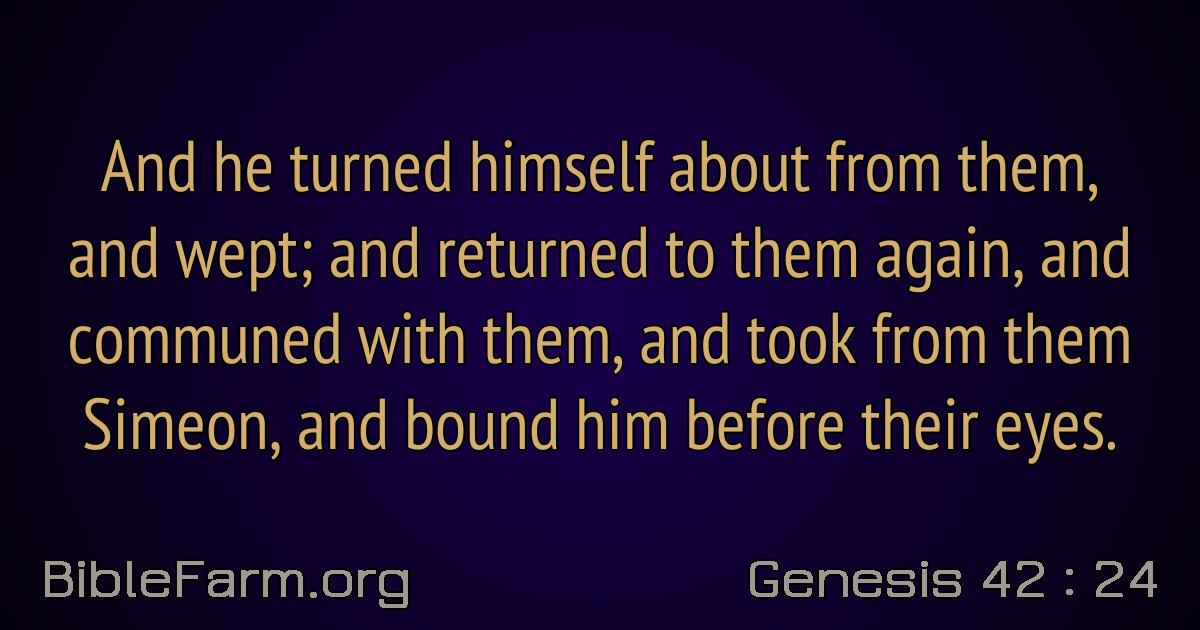 And he turned himself about from them,
and wept; and returned to them again, and
communed with them, and took from them
Simeon, and bound him before their eyes.
BibleFarm.org
Genesis 42 : 24